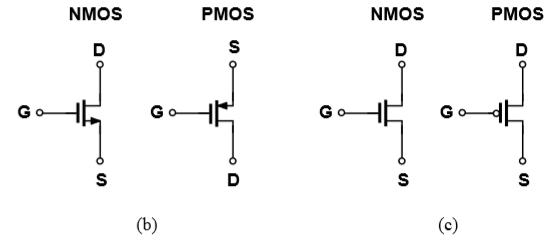 NMOS PMOS NMOS PMOS
D S D D
G G G G
S D S S
(b) (c)